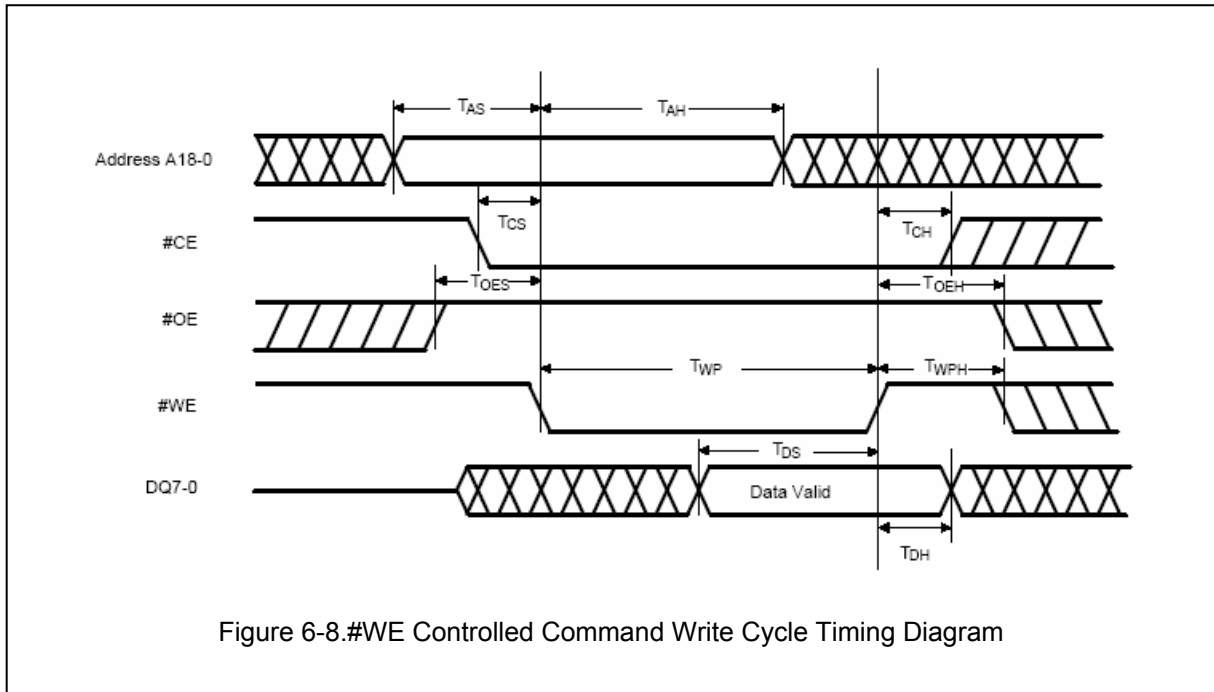 TAS TAH
Address A18-0
TCS TCH
#CE
TOES TOEH
#OE
TWP TWPH
#WE
TDS
DQ7-0 Data Valid
TDH
Figure 6-8.#WE Controlled Command Write Cycle Timing Diagram